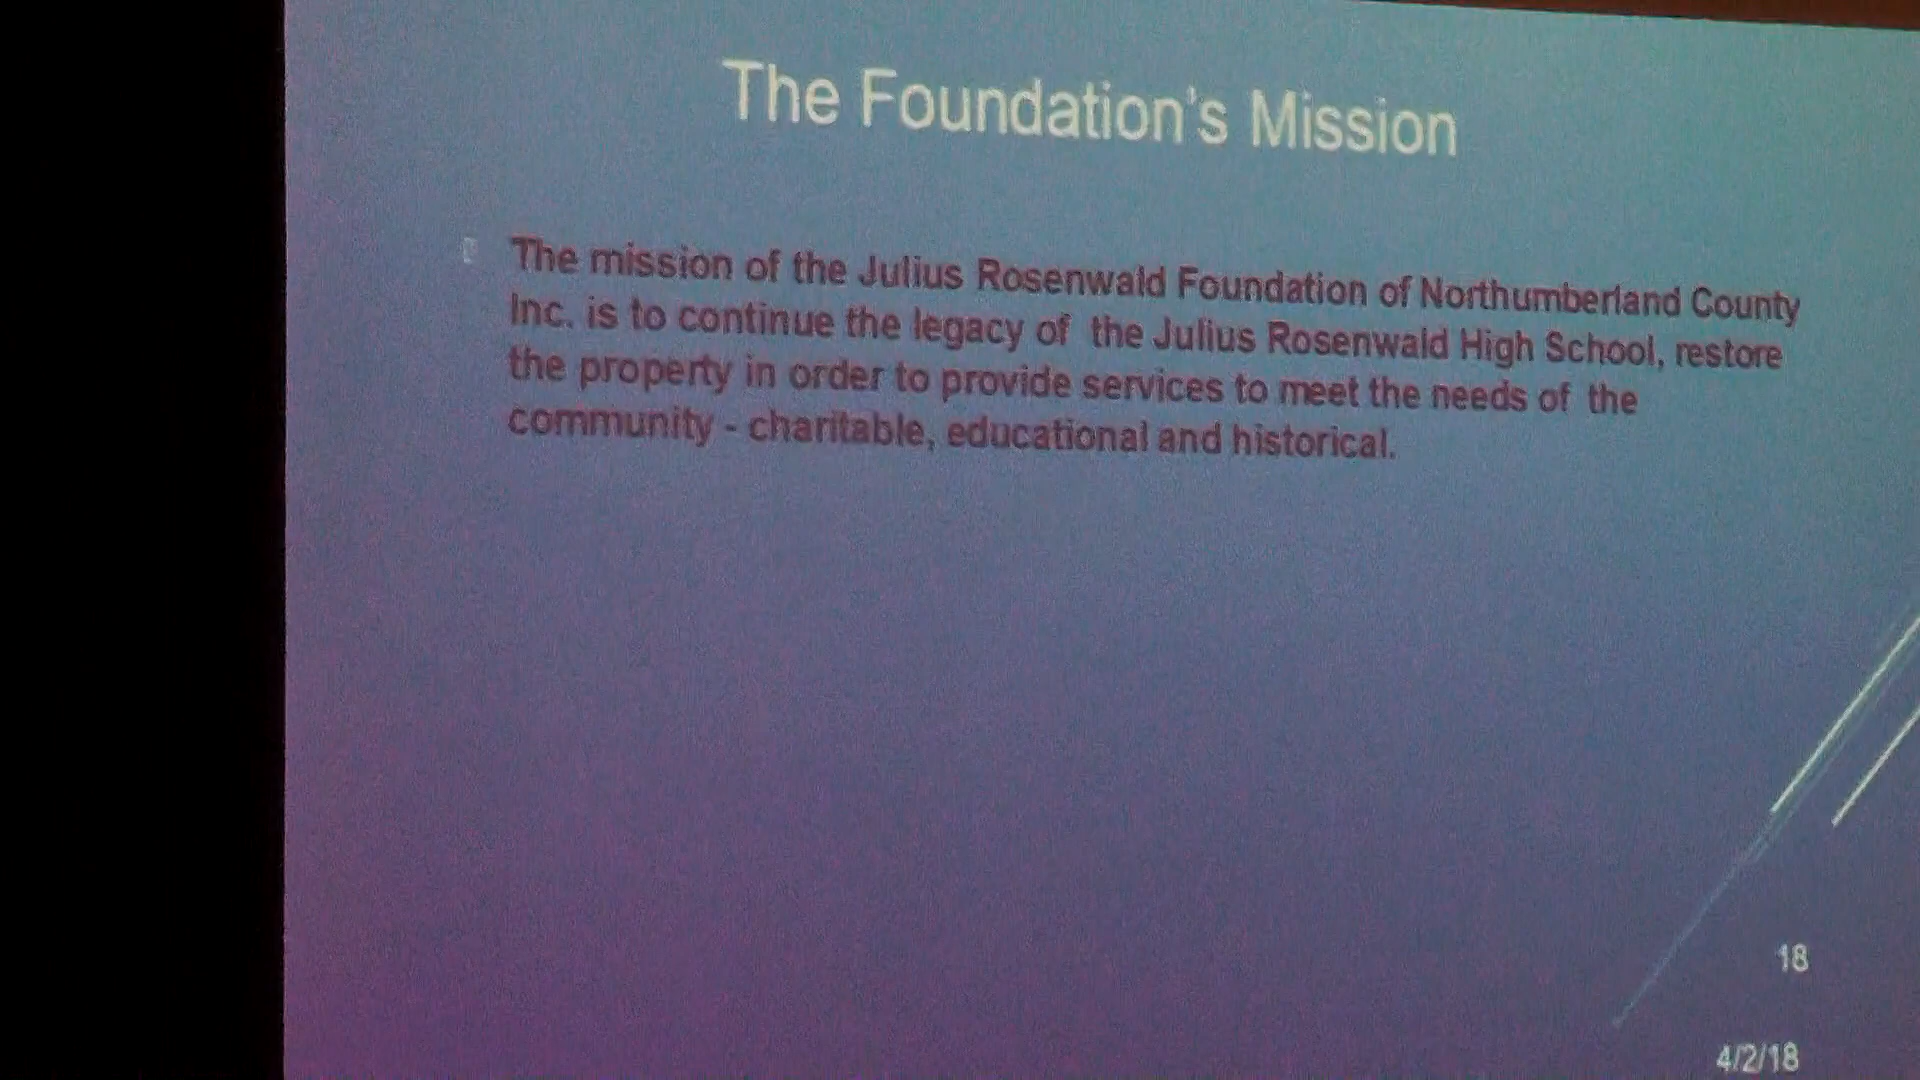 The Foundation's Mission
The mission of the Julius Rosenwald Foundation of Northumberland County
Inc. is to continue the legacy of the Julius Rosenwald High School, restore
the property in order to provide services to meet the needs of the
community - charitable, educational and historical.
18
4/2/18